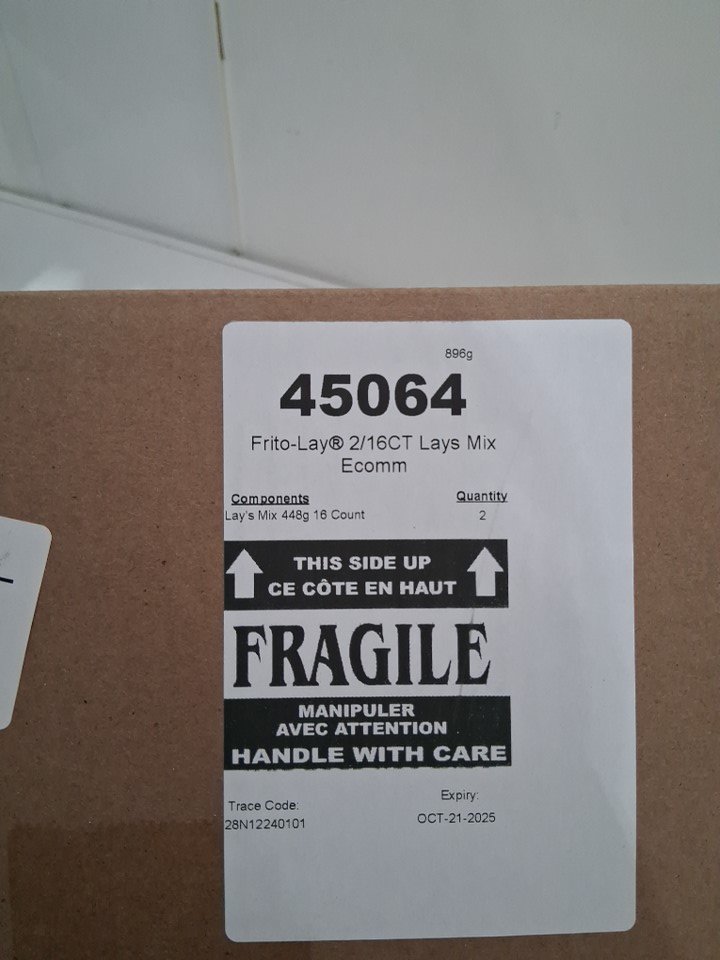 896g
45064
Frito-Lay® 2/16CT Lays Mix
Ecomm
Components Quantity
Lay's Mix 448g 16 Count 2
THIS SIDE UP
CE CÔTE EN HAUT
FRAGILE
MANIPULER
AVEC ATTENTION
HANDLE WITH CARE
Trace Code: Expiry:
28N12240101 OCT-21-2025